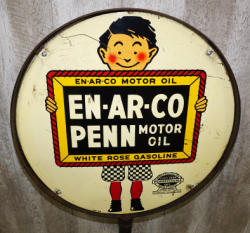 EN-AR-CO MOTOR OIL
EN-AR-CO
PENN MOTOR
OIL
WHITE ROSE GASOLINE